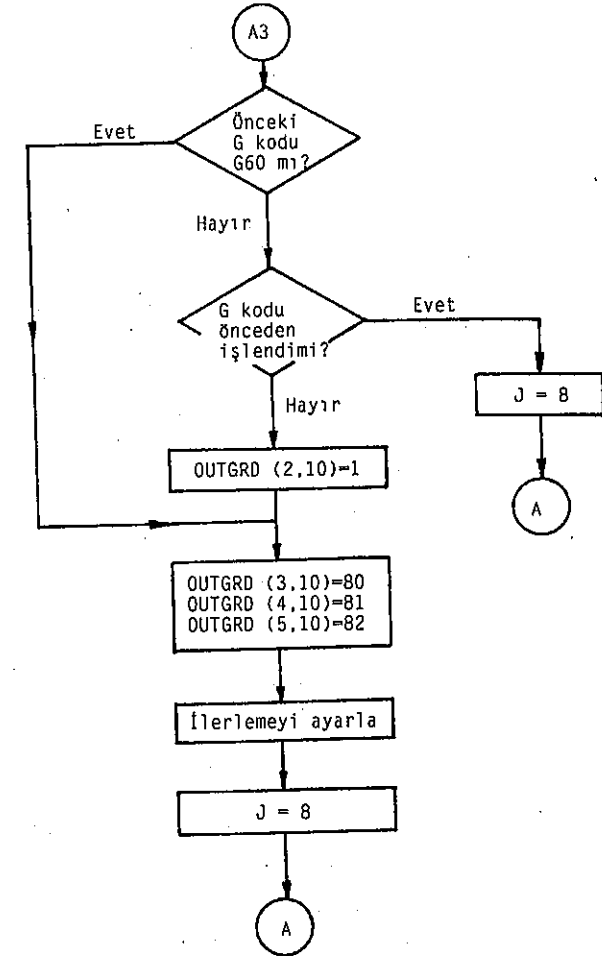 A3
Evet
Önceki
G kodu
G60 mı?
Hayır
G kodu
önceden
işlendimi?
Evet
J = 8
Hayır
A
OUTGRD (2,10)=1
OUTGRD (3,10)=80
OUTGRD (4,10)=81
OUTGRD (5,10)=82
İlerlemeyi ayarla
J = 8
A